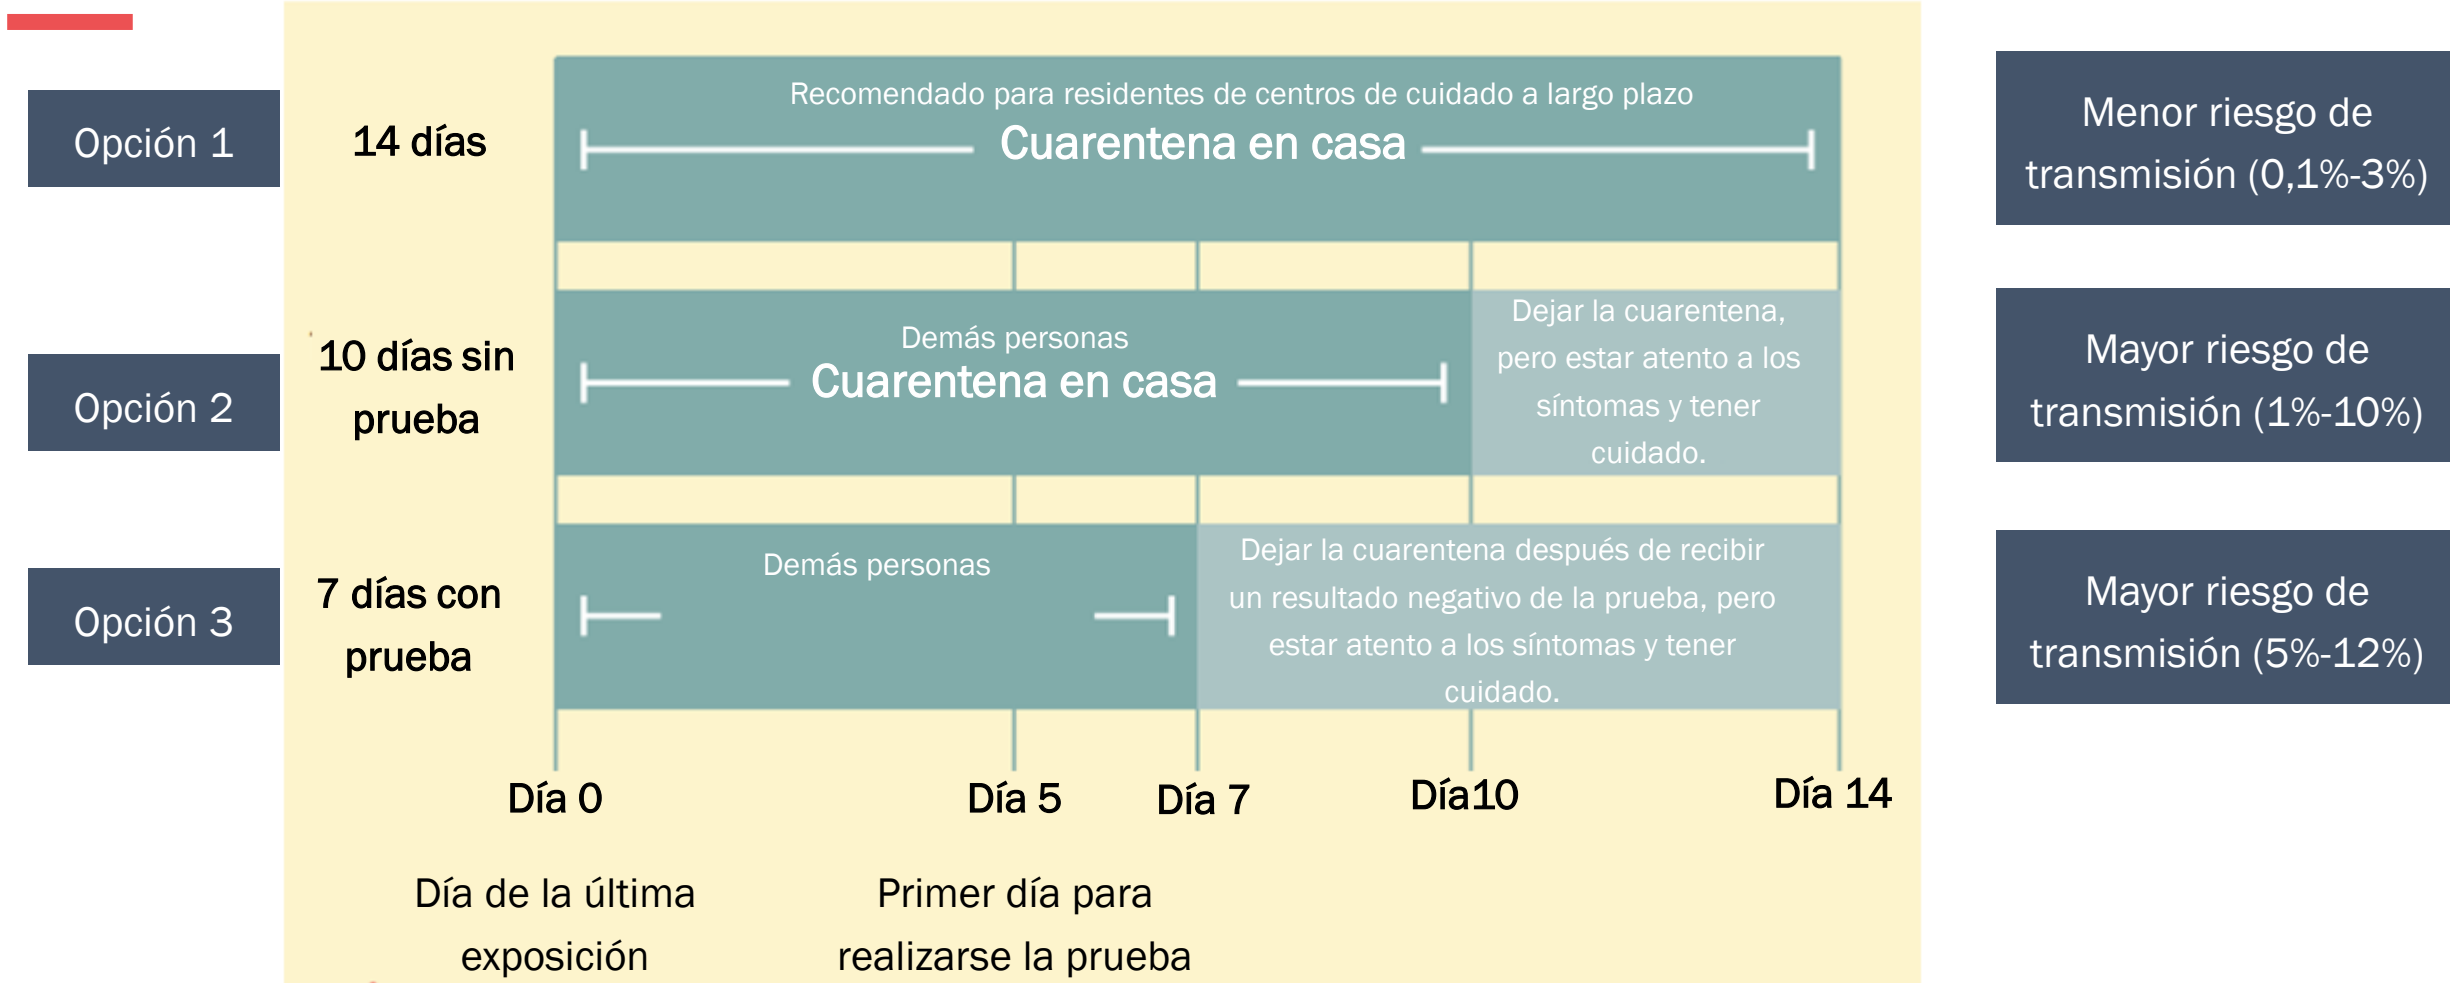 Opción 1
14 días
Recomendado para residentes de centros de cuidado a largo plazo
Cuarentena en casa
Menor riesgo de
transmisión (0,1%-3%)
Opción 2
10 días sin
prueba
Demás personas
Cuarentena en casa
Dejar la cuarentena,
pero estar atento a los
síntomas y tener
cuidado.
Mayor riesgo de
transmisión (1%-10%)
Opción 3
7 días con
prueba
Demás personas
Dejar la cuarentena después de recibir
un resultado negativo de la prueba, pero
estar atento a los síntomas y tener
cuidado.
Mayor riesgo de
transmisión (5%-12%)
Día 0
Día 5
Día 7
Día10
Día 14
Día de la última
exposición
Primer día para
realizarse la prueba